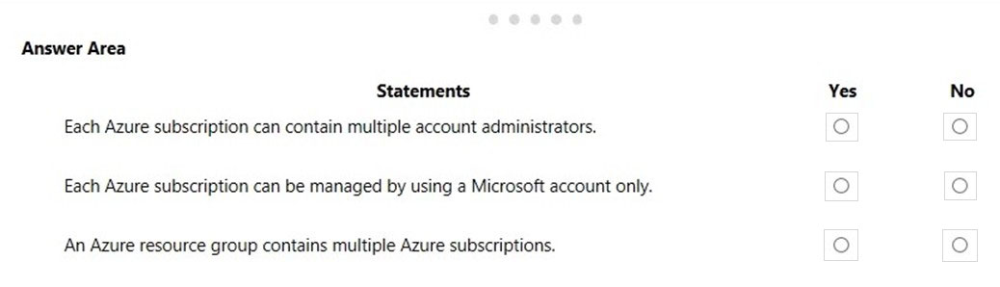 Answer Area
Statements Yes No
Each Azure subscription can contain multiple account administrators.
Each Azure subscription can be managed by using a Microsoft account only.
An Azure resource group contains multiple Azure subscriptions.